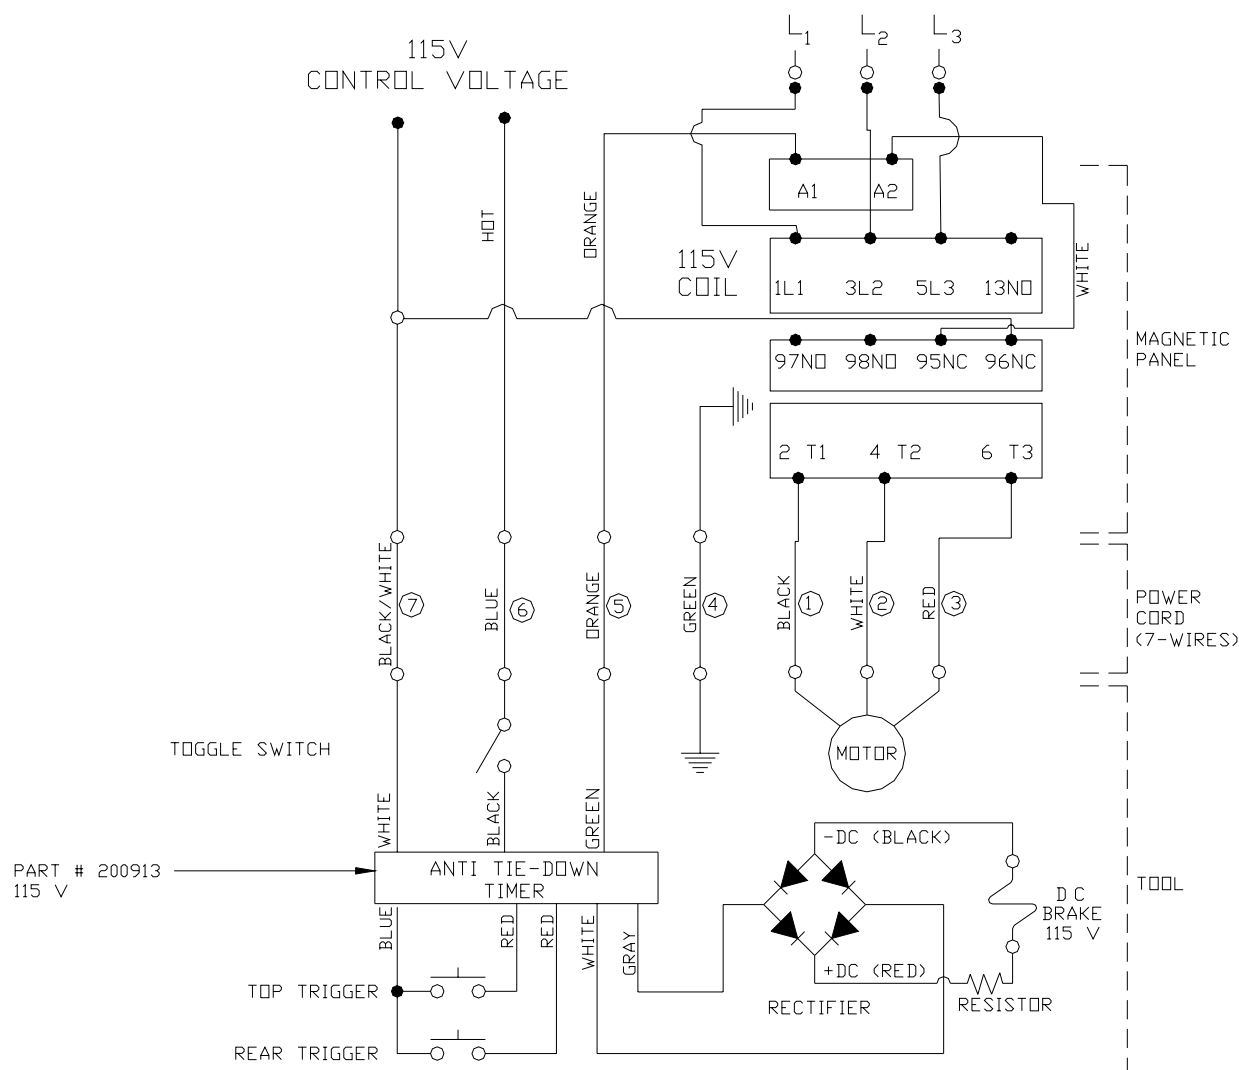 115V
CONTROL VOLTAGE
L1
L2
L3
HOT
ORANGE
A1
A2
WHITE
115V
COIL
1L1
3L2
5L3
13NO
97NO
98NO
95NC
96NC
MAGNETIC
PANEL
2 T1
4 T2
6 T3
BLACK/WHITE
7
BLUE
6
ORANGE
5
GREEN
4
BLACK
1
WHITE
2
RED
3
POWER
CORD
(7-WIRES)
TOGGLE SWITCH
MOTOR
WHITE
BLACK
GREEN
-DC (BLACK)
PART # 200913
115 V
ANTI TIE-DOWN
TIMER
TOOL
DC
BRAKE
115 V
BLUE
RED
RED
WHITE
GRAY
+DC (RED)
TOP TRIGGER
RECTIFIER
RESISTOR
REAR TRIGGER